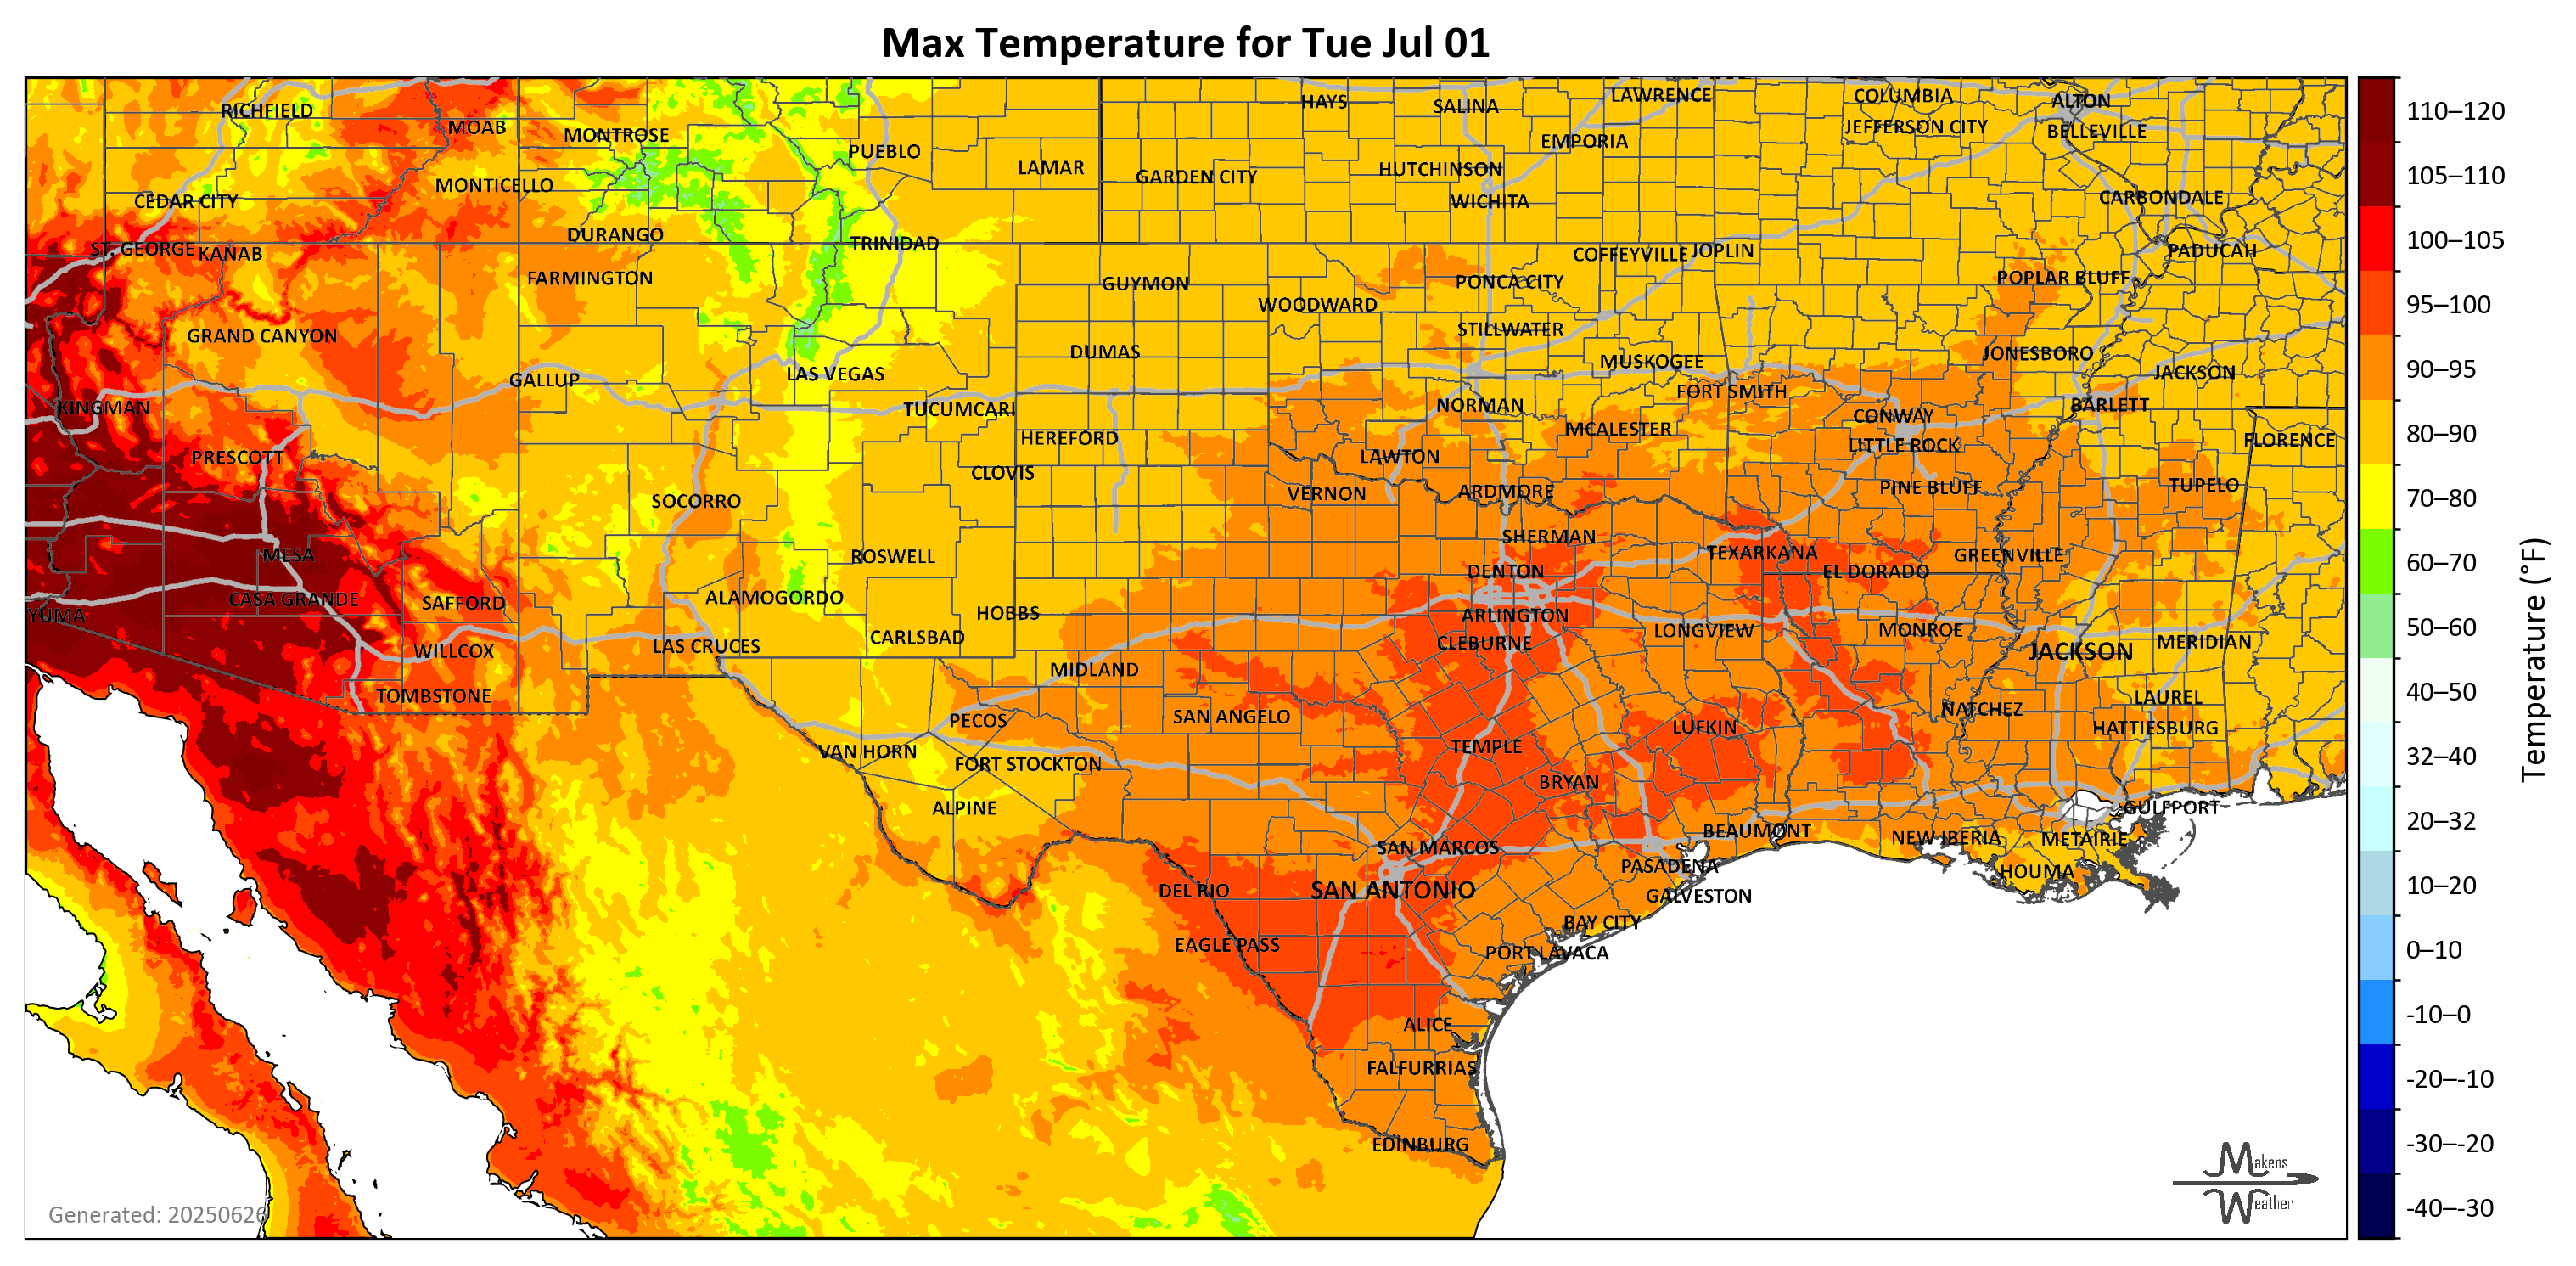 Max Temperature for Tue Jul 01
RICHFIELD
MOAB
MONTROSE
PUEBLO
LAMAR
GARDEN CITY
HAYS
SALINA
LAWRENCE
EMPORIA
HUTCHINSON
WICHITA
COLUMBIA
JEFFERSON CITY
ALTON
BELLEVILLE
CARBONDALE
MONTICELLO
CEDAR CITY
ST. GEORGE
KANAB
DURANGO
TRINIDAD
FARMINGTON
GUYMON
WOODWARD
PONCA CITY
COFFEYVILLE
JOPLIN
POPLAR BLUFF
PADUCAH
GRAND CANYON
DUMAS
STILLWATER
MUSKOGEE
JONESBORO
JACKSON
GALLUP
LAS VEGAS
TUCUMCARI
NORMAN
FORT SMITH
CONWAY
BARLETT
KINGMAN
HEREFORD
MCALESTER
LITTLE ROCK
FLORENCE
PRESCOTT
CLOVIS
LAWTON
VERNON
ARDMORE
PINE BLUFF
TUPELO
SOCORRO
MESA
ROSWELL
SHERMAN
TEXARKANA
GREENVILLE
DENTON
EL DORADO
YUMA
CASA GRANDE
SAFFORD
ALAMOGORDO
HOBBS
ARLINGTON
WILLCOX
LAS CRUCES
CARLSBAD
CLEBURNE
LONGVIEW
MONROE
JACKSON
MERIDIAN
MIDLAND
TOMBSTONE
PECOS
SAN ANGELO
LUFKIN
NATCHEZ
LAUREL
HATTIESBURG
VAN HORN
FORT STOCKTON
TEMPLE
BRYAN
ALPINE
GULFPORT
SAN MARCOS
BEAUMONT
NEW IBERIA
METAIRIE
DEL RIO
SAN ANTONIO
PASADENA
GALVESTON
HOUMA
EAGLE PASS
BAY CITY
PORT LAVACA
ALICE
FALFURRIAS
EDINBURG
Generated: 20250626
Makens
Weather
110–120
105–110
100–105
95–100
90–95
80–90
70–80
60–70
50–60
40–50
32–40
20–32
10–20
0–10
-10–0
-20–-10
-30–-20
-40–-30
Temperature (°F)